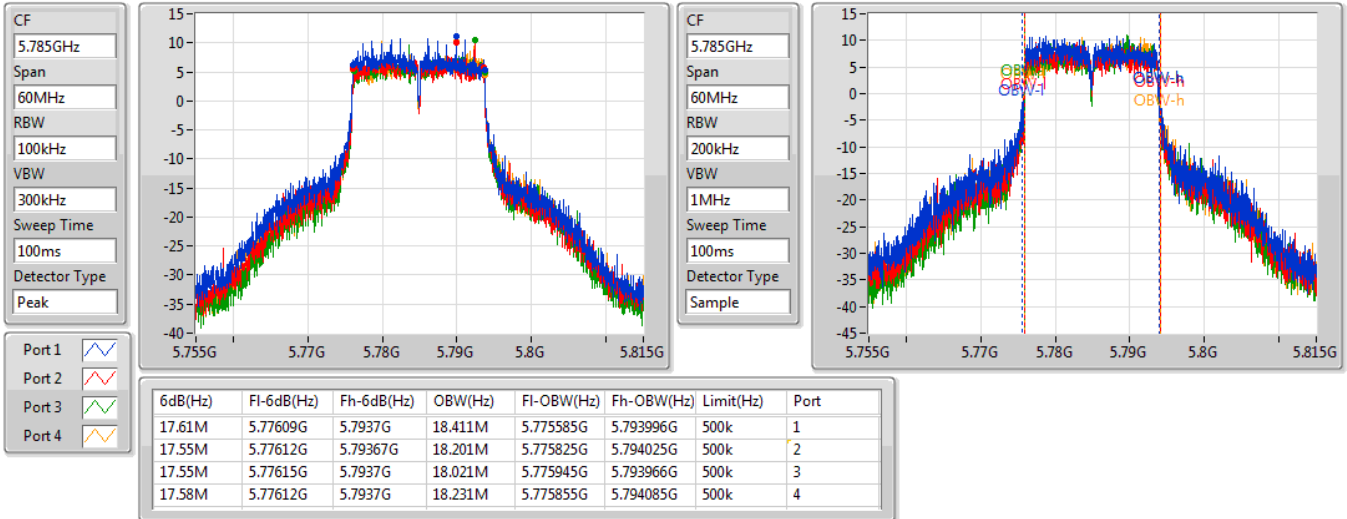 CF
5.785GHz
Span
60MHz
RBW
100kHz
VBW
300kHz
Sweep Time
100ms
Detector Type
Peak
15
10
5
0
-5
-10
-15
-20
-25
-30
-35
-40
5.755G 5.77G 5.78G 5.79G 5.8G 5.815G
CF
5.785GHz
Span
60MHz
RBW
200kHz
VBW
1MHz
Sweep Time
100ms
Detector Type
Sample
15
10
5
0
-5
-10
-15
-20
-25
-30
-35
-40
-45
OBW-l
OBW-l
OBW-h
OBW-h
OBW-h
5.755G 5.77G 5.78G 5.79G 5.8G 5.815G
Port 1
Port 2
Port 3
Port 4
6dB(Hz) Fl-6dB(Hz) Fh-6dB(Hz) OBW(Hz) Fl-OBW(Hz) Fh-OBW(Hz) Limit(Hz) Port
17.61M 5.77609G 5.7937G 18.411M 5.775585G 5.793996G 500k 1
17.55M 5.77612G 5.79367G 18.201M 5.775825G 5.794025G 500k 2
17.55M 5.77615G 5.7937G 18.021M 5.775945G 5.793966G 500k 3
17.58M 5.77612G 5.7937G 18.231M 5.775855G 5.794085G 500k 4